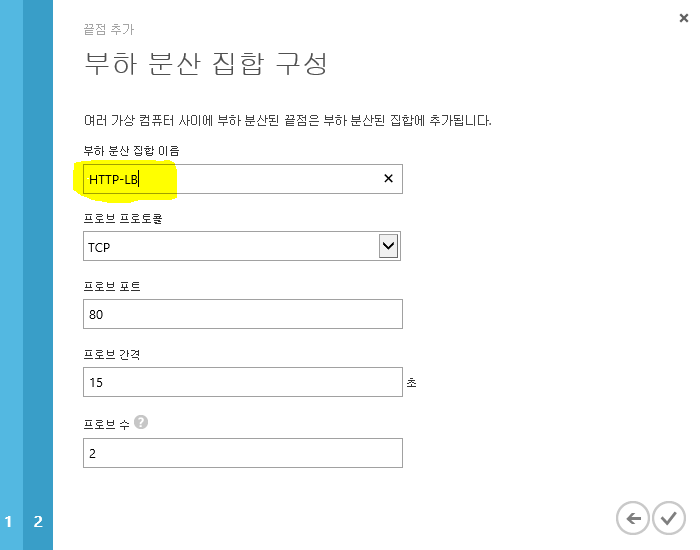 끝점 추가
부하 분산 집합 구성
여러 가상 컴퓨터 사이에 부하 분산된 끝점은 부하 분산된 집합에 추가됩니다.
부하 분산 집합 이름
HTTP-LB
프로브 프로토콜
TCP
프로브 포트
80
프로브 간격
15 초
프로브 수 ?
2
1 2